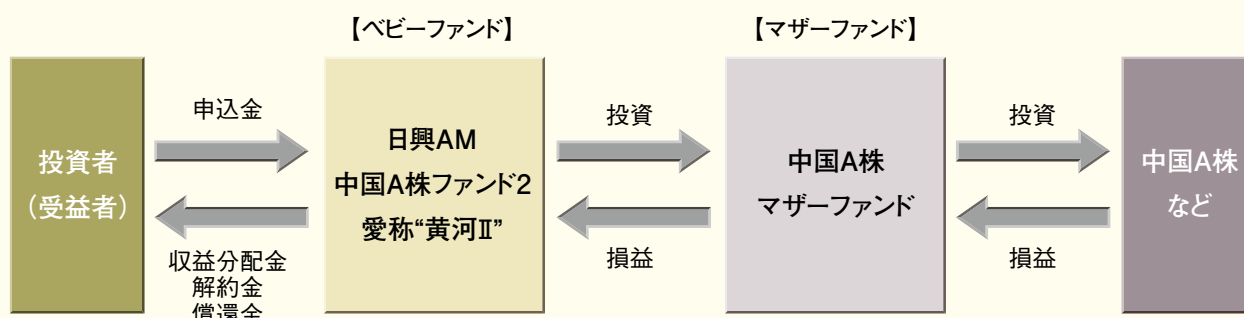 【ベビーファンド】
【マザーファンド】
投資者
（受益者）
申込金
収益分配金
解約金
償還金
日興AM
中国A株ファンド2
愛称“黄河Ⅱ”
投資
損益
中国A株
マザーファンド
投資
損益
中国A株
など